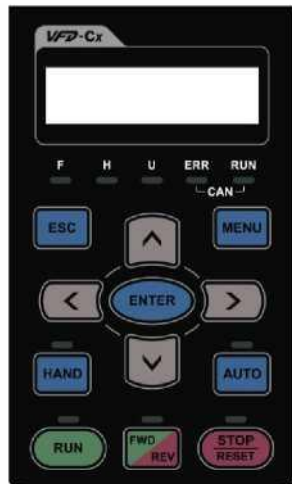 VFD-Cx
F H U ERR RUN
CAN
ESC MENU
ENTER
HAND AUTO
RUN FWD REV STOP RESET